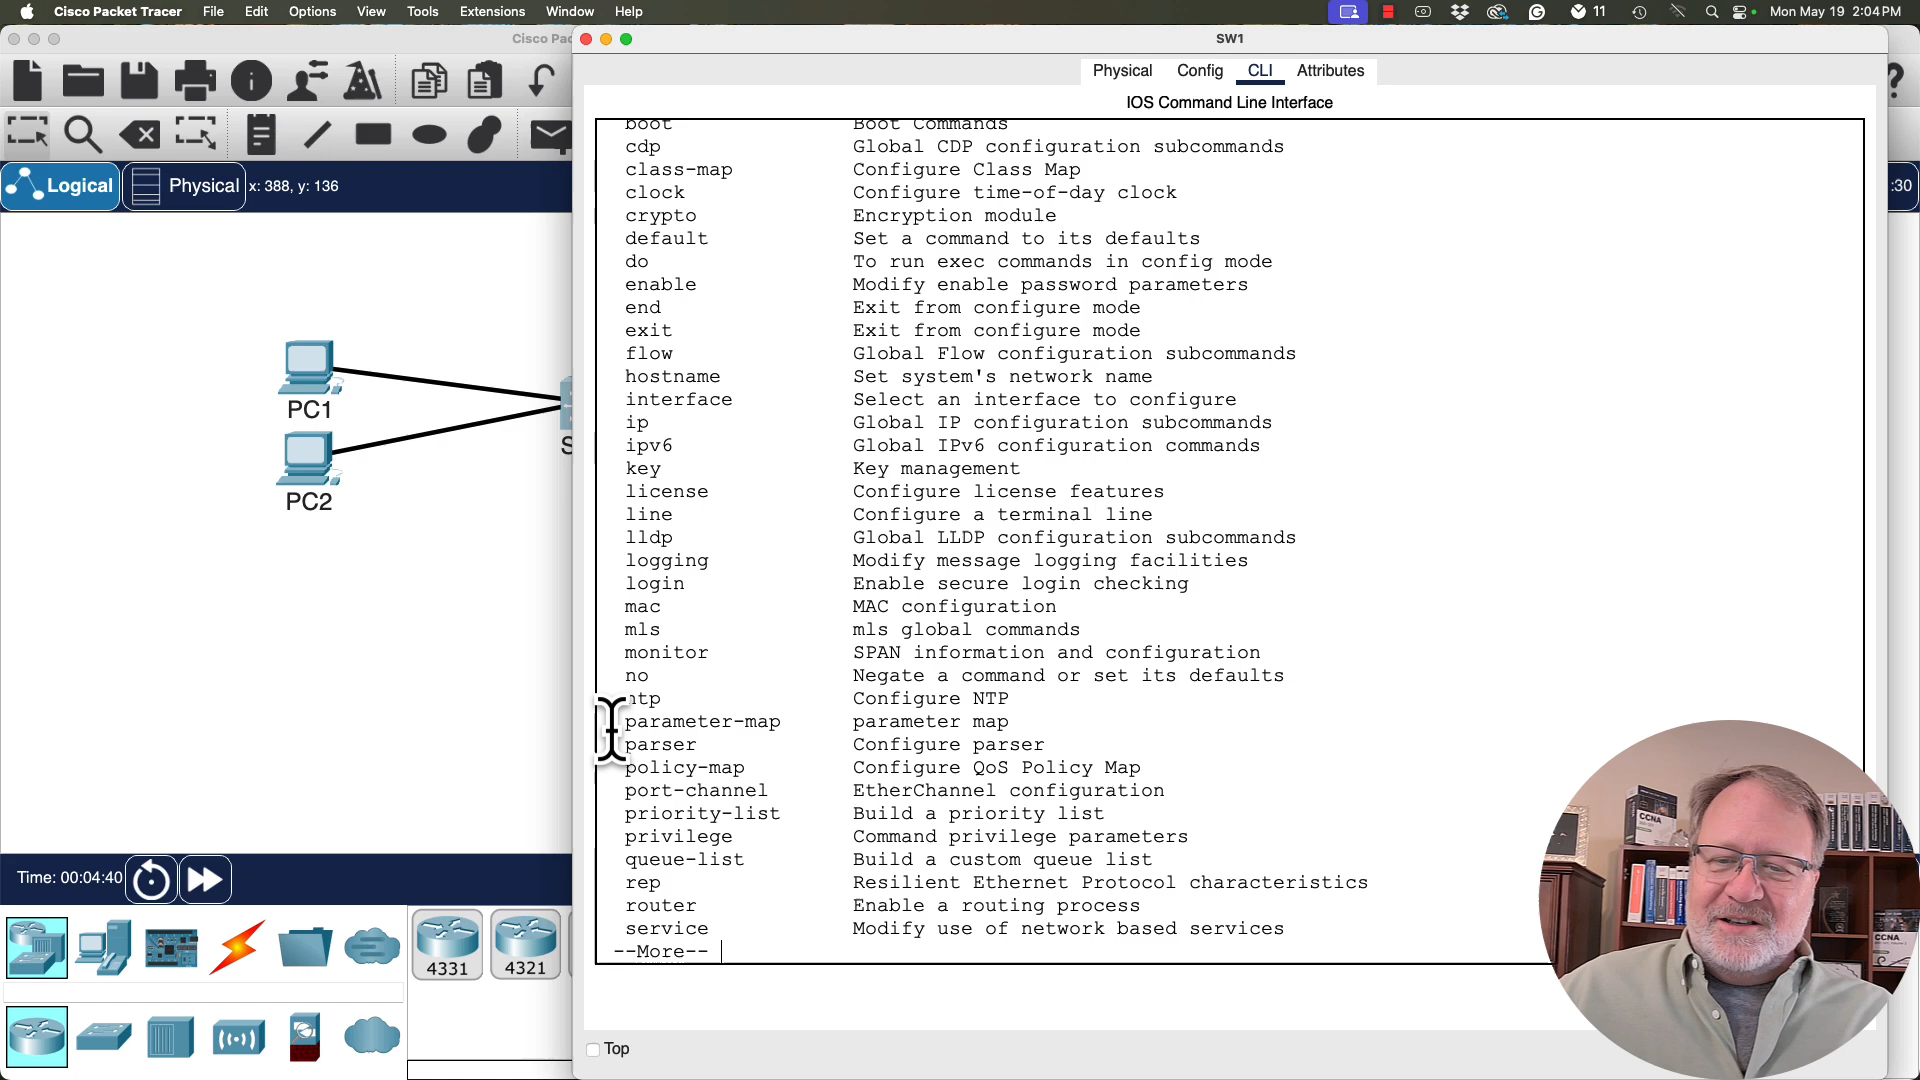 Cisco Packet Tracer File Edit Options View Tools Extensions Window Help 11 Mon May 19 2:04 PM
Cisco Pac
SW1
Physical Config CLI Attributes
IOS Command Line Interface
Logical Physical x: 388, y: 136
:30
boot Boot Commands
cdp Global CDP configuration subcommands
class-map Configure Class Map
clock Configure time-of-day clock
crypto Encryption module
default Set a command to its defaults
do To run exec commands in config mode
enable Modify enable password parameters
end Exit from configure mode
exit Exit from configure mode
flow Global Flow configuration subcommands
hostname Set system's network name
interface Select an interface to configure
ip Global IP configuration subcommands
ipv6 Global IPv6 configuration commands
key Key management
license Configure license features
line Configure a terminal line
lldp Global LLDP configuration subcommands
logging Modify message logging facilities
login Enable secure login checking
mac MAC configuration
mls mls global commands
monitor SPAN information and configuration
no Negate a command or set its defaults
ntp Configure NTP
parameter-map parameter map
parser Configure parser
policy-map Configure QoS Policy Map
port-channel EtherChannel configuration
priority-list Build a priority list
privilege Command privilege parameters
queue-list Build a custom queue list
rep Resilient Ethernet Protocol characteristics
router Enable a routing process
service Modify use of network based services
--More--
Top
PC1
PC2
S
Time: 00:04:40
4331
4321
CCNA
CCNA